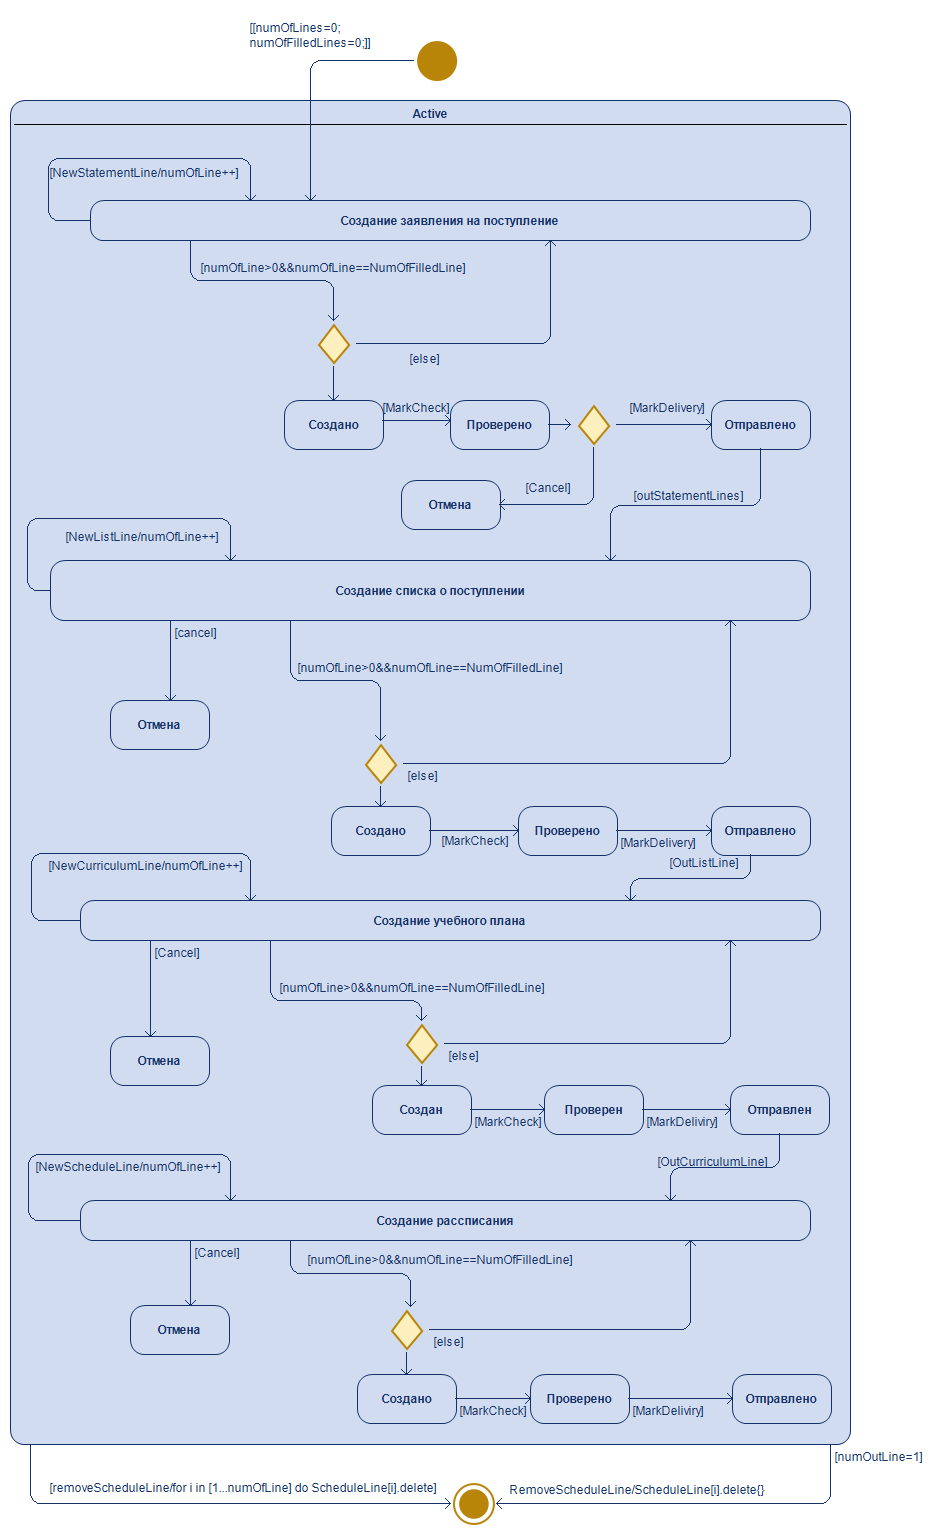 [[numOfLines=0;
numOfFilledLines=0;]]
Active
[NewStatementLine/numOfLine++]
Создание заявления на поступление
[numOfLine>0&&numOfLine==NumOfFilledLine]
[else]
Создано
[MarkCheck]
Проверено
[MarkDelivery]
Отправлено
[Cancel]
Отмена
[outStatementLines]
[NewListLine/numOfLine++]
Создание списка о поступлении
[cancel]
[numOfLine>0&&numOfLine==NumOfFilledLine]
Отмена
[else]
Создано
[MarkCheck]
Проверено
[MarkDelivery]
Отправлено
[OutListLine]
[NewCurriculumLine/numOfLine++]
Создание учебного плана
[Cancel]
[numOfLine>0&&numOfLine==NumOfFilledLine]
Отмена
[else]
Создан
[MarkCheck]
Проверен
[MarkDeliviry]
Отправлен
[OutCurriculumLine]
[NewScheduleLine/numOfLine++]
Создание рассписания
[Cancel]
[numOfLine>0&&numOfLine==NumOfFilledLine]
Отмена
[else]
Создано
[MarkCheck]
Проверено
[MarkDeliviry]
Отправлено
[numOutLine=1]
[removeScheduleLine/for i in [1...numOfLine] do ScheduleLine[i].delete]
RemoveScheduleLine/ScheduleLine[i].delete{}